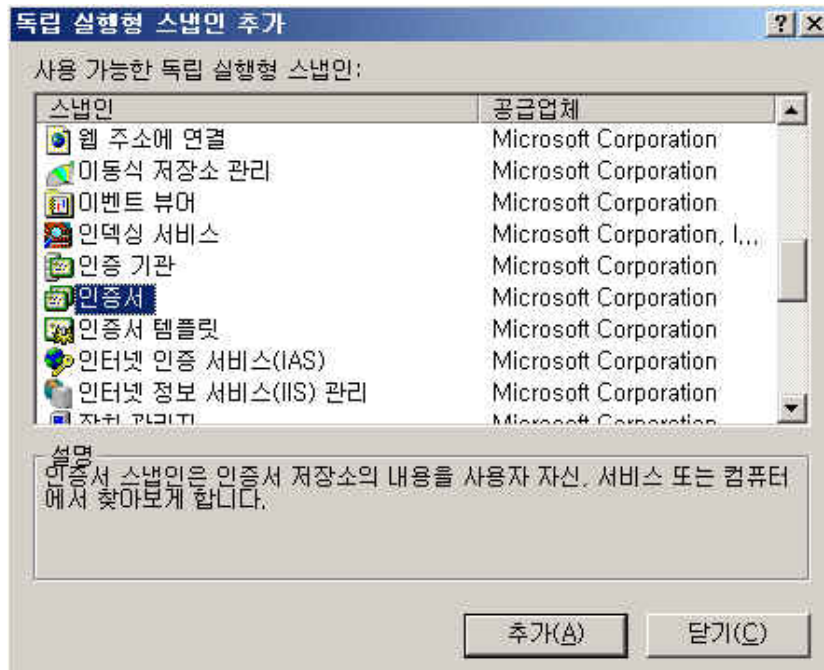 독립 실행형 스냅인 추가
사용 가능한 독립 실행형 스냅인:
스냅인 공급업체
웹 주소에 연결 Microsoft Corporation
이동식 저장소 관리 Microsoft Corporation
이벤트 뷰어 Microsoft Corporation
인덱싱 서비스 Microsoft Corporation, I...
인증 기관 Microsoft Corporation
인증서 Microsoft Corporation
인증서 템플릿 Microsoft Corporation
인터넷 인증 서비스(IAS) Microsoft Corporation
인터넷 정보 서비스(IIS) 관리 Microsoft Corporation
장치 관리자 Microsoft Corporation
설명
인증서 스냅인은 인증서 저장소의 내용을 사용자 자신, 서비스 또는 컴퓨터
에서 찾아보게 합니다.
추가(A) 닫기(C)